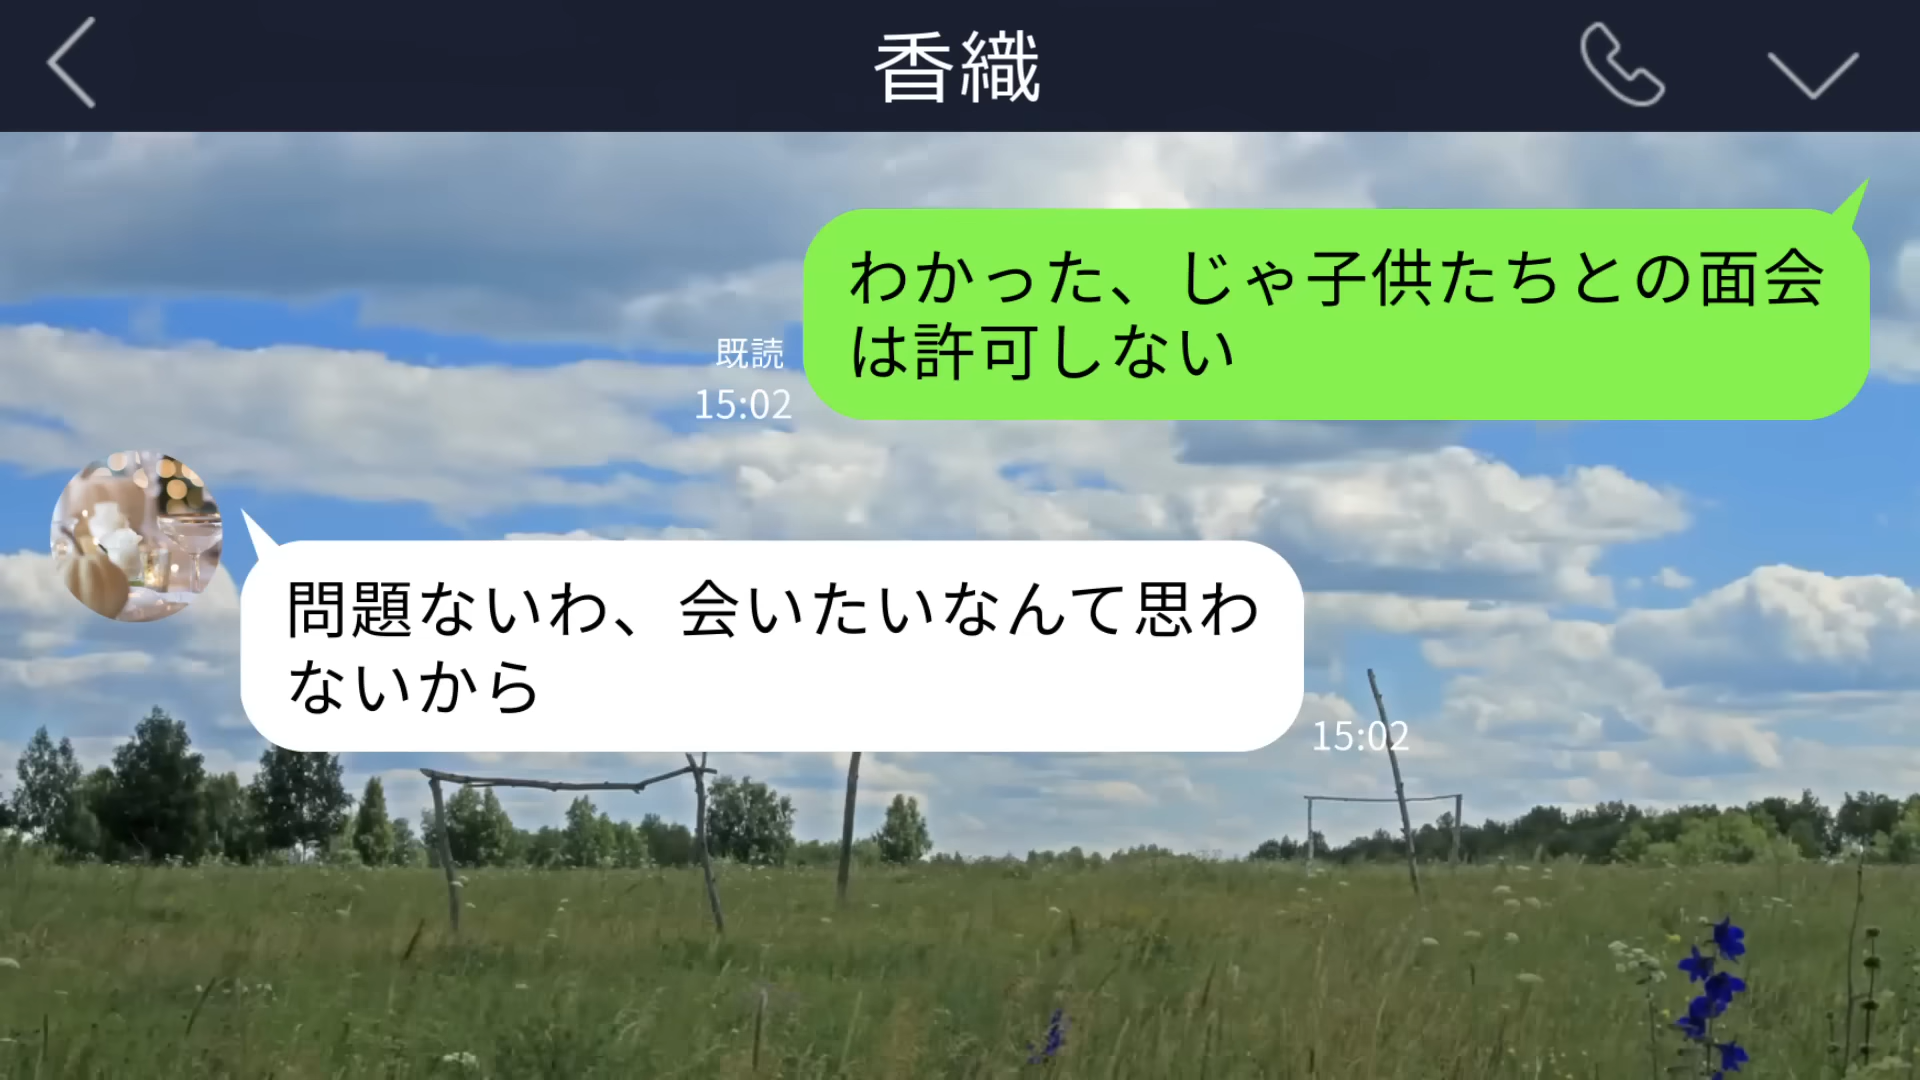 香織
わかった、じゃ子供たちとの面会
は許可しない
既読
15:02
問題ないわ、会いたいなんて思わ
ないから
15:02